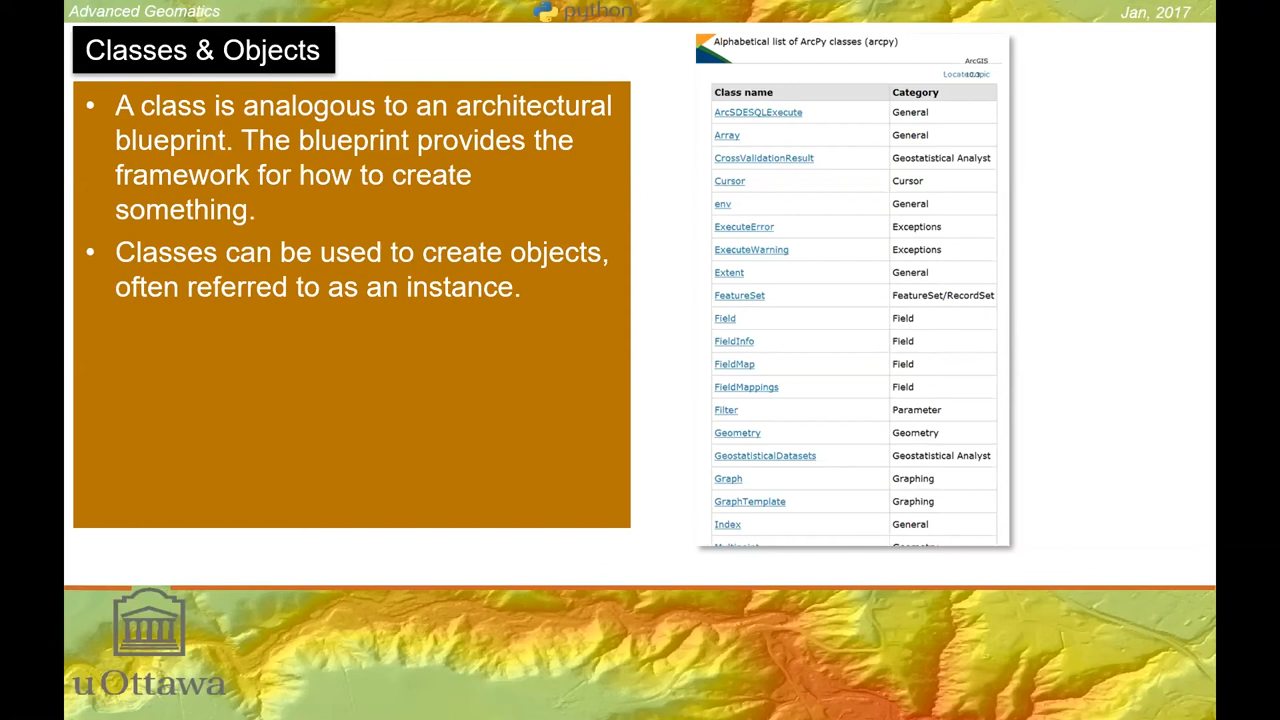 Advanced Geomatics
python
Jan, 2017
Classes & Objects
• A class is analogous to an architectural
blueprint. The blueprint provides the
framework for how to create
something.
• Classes can be used to create objects,
often referred to as an instance.
Alphabetical list of ArcPy classes (arcpy)
ArcGIS
Class name Category
ArcSDESQLExecute General
Array General
CrossValidationResult Geostatistical Analyst
Cursor Cursor
env General
ExecuteError Exceptions
ExecuteWarning Exceptions
Extent General
FeatureSet FeatureSet/RecordSet
Field Field
FieldInfo Field
FieldMap Field
FieldMappings Field
Filter Parameter
Geometry Geometry
GeostatisticalDatasets Geostatistical Analyst
Graph Graphing
GraphTemplate Graphing
Index General
uOttawa